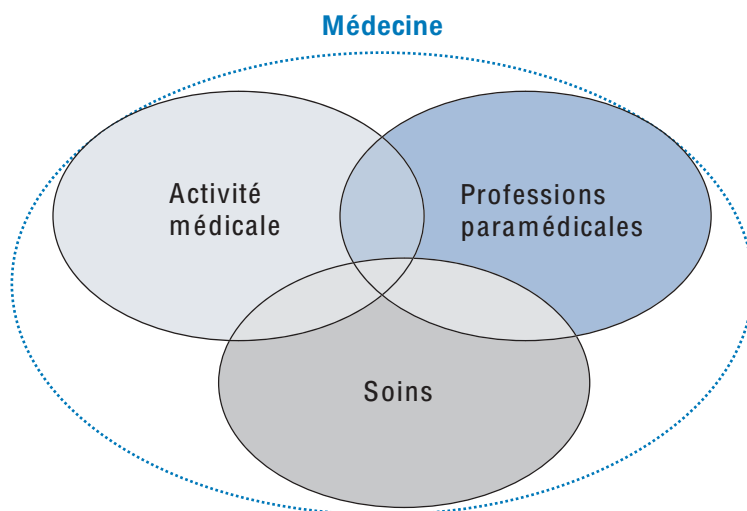 Médecine
Activité
médicale
Professions
paramédicales
Soins